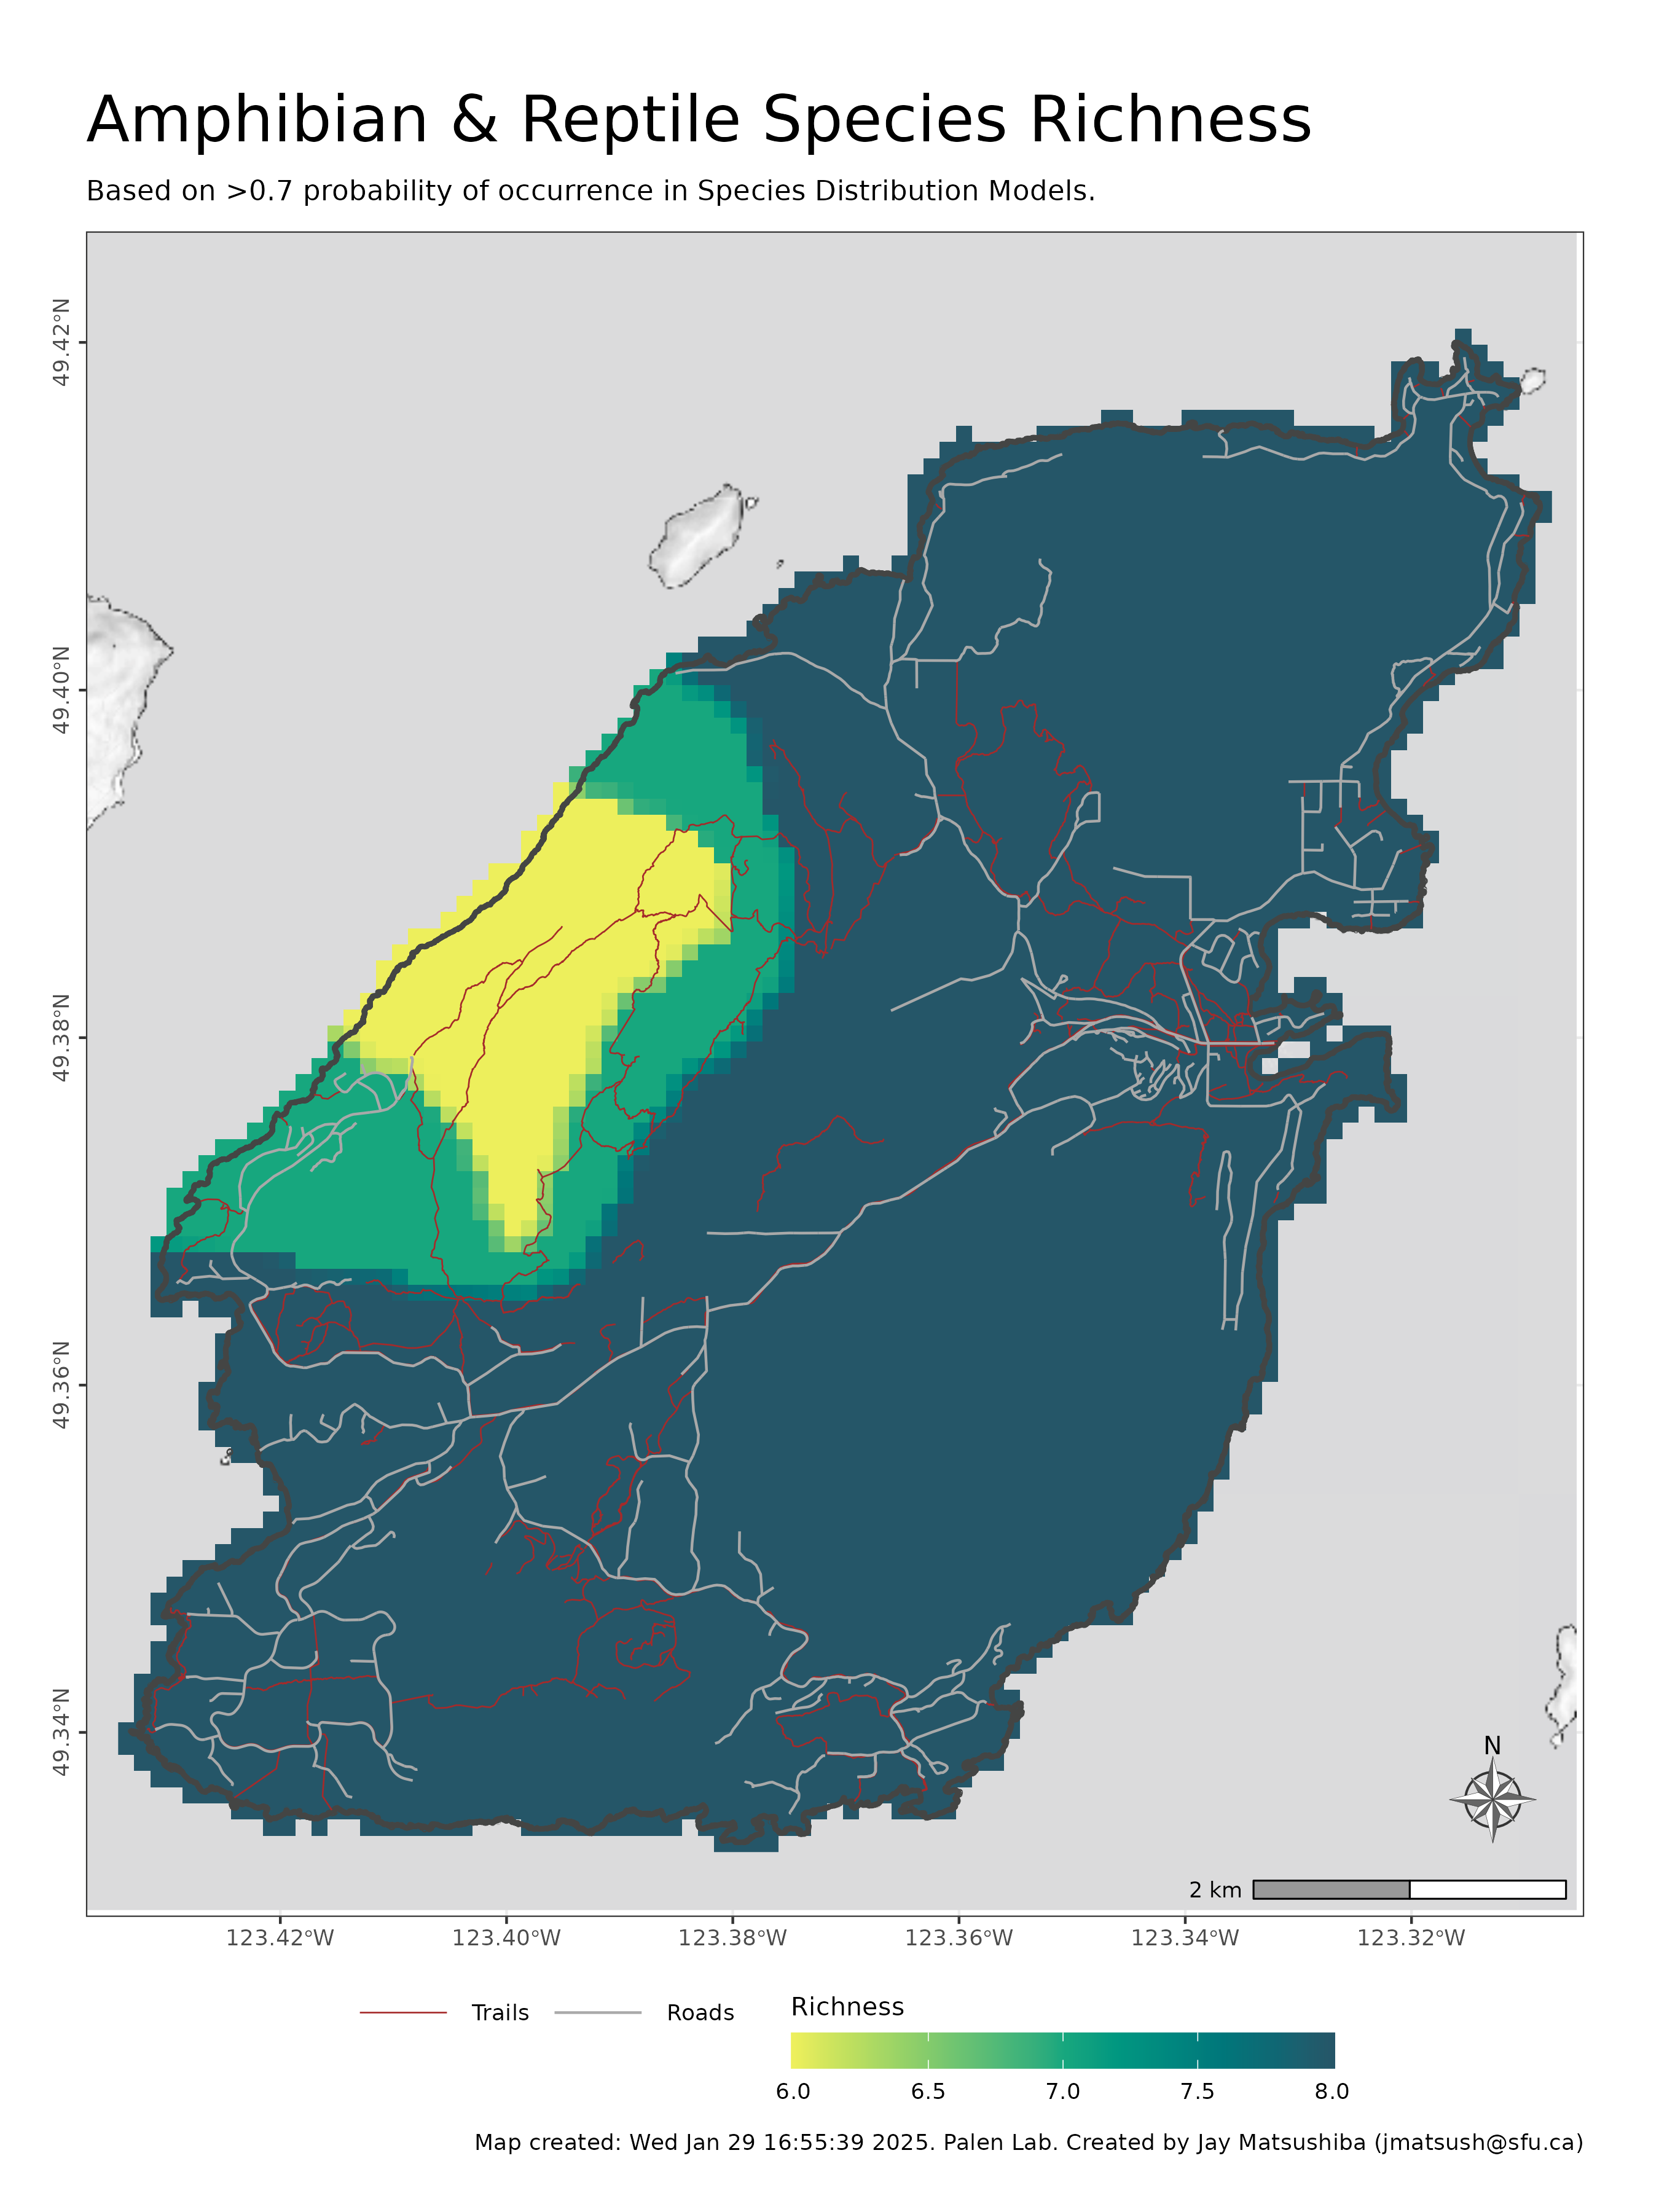 Amphibian & Reptile Species Richness
Based on >0.7 probability of occurrence in Species Distribution Models.
49.42°N
49.40°N
49.38°N
49.36°N
49.34°N
N
2 km
123.42°W 123.40°W 123.38°W 123.36°W 123.34°W 123.32°W
Trails Roads
Richness
6.0 6.5 7.0 7.5 8.0
Map created: Wed Jan 29 16:55:39 2025. Palen Lab. Created by Jay Matsushiba (jmatsush@sfu.ca)